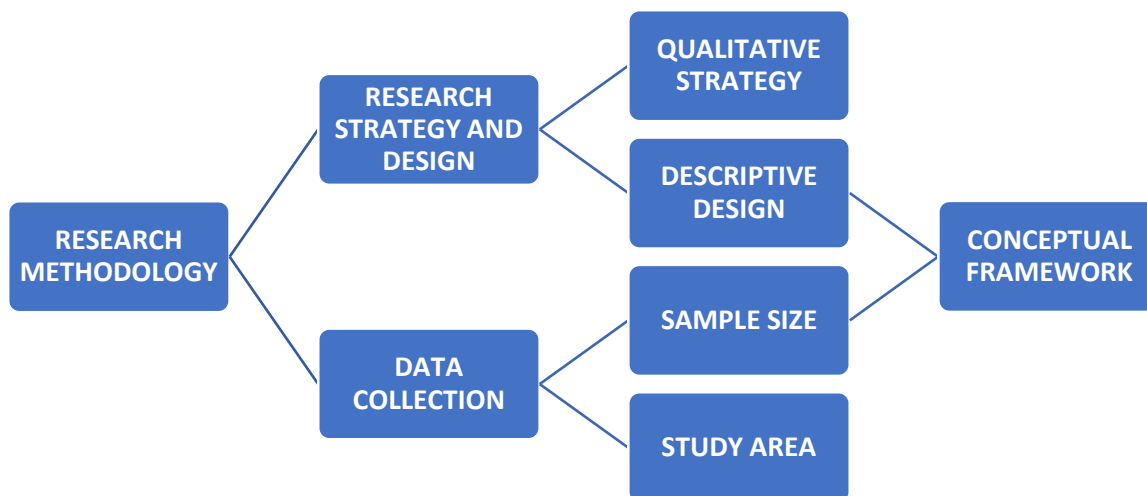 QUALITATIVE
STRATEGY
RESEARCH
STRATEGY AND
DESIGN
DESCRIPTIVE
DESIGN
RESEARCH
METHODOLOGY
CONCEPTUAL
FRAMEWORK
SAMPLE SIZE
DATA
COLLECTION
STUDY AREA